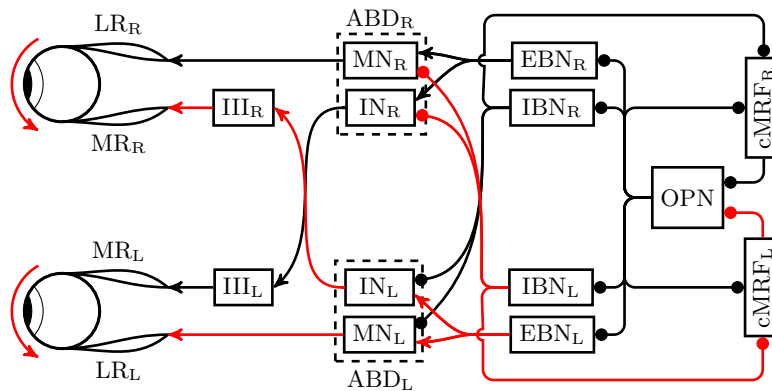 LR_R
ABD_R
MN_R
EBN_R
cMRF_R
III_R
IN_R
IBN_R
MR_R
OPN
MR_L
III_L
IN_L
IBN_L
cMRF_L
MN_L
EBN_L
LR_L
ABD_L